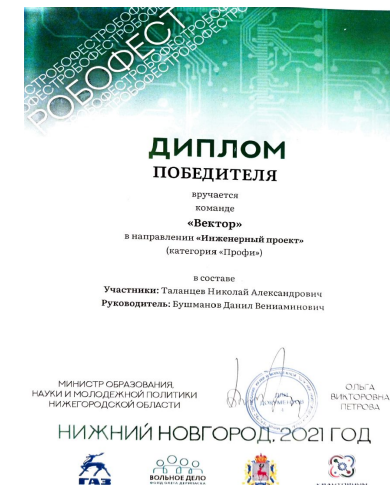 РОБОФЕСТ
ДИПЛОМ
ПОБЕДИТЕЛЯ
вручается
команде
«Вектор»
в направлении «Инженерный проект»
(категория «Профи»)
в составе
Участники: Таланцев Николай Александрович
Руководитель: Бушманов Данил Вениаминович
МИНИСТР ОБРАЗОВАНИЯ,
НАУКИ И МОЛОДЕЖНОЙ ПОЛИТИКИ
НИЖЕГОРОДСКОЙ ОБЛАСТИ
ОЛЬГА
ВИКТОРОВНА
ПЕТРОВА
НИЖНИЙ НОВГОРОД, 2021 ГОД
ГАЗ
ВОЛЬНОЕ ДЕЛО